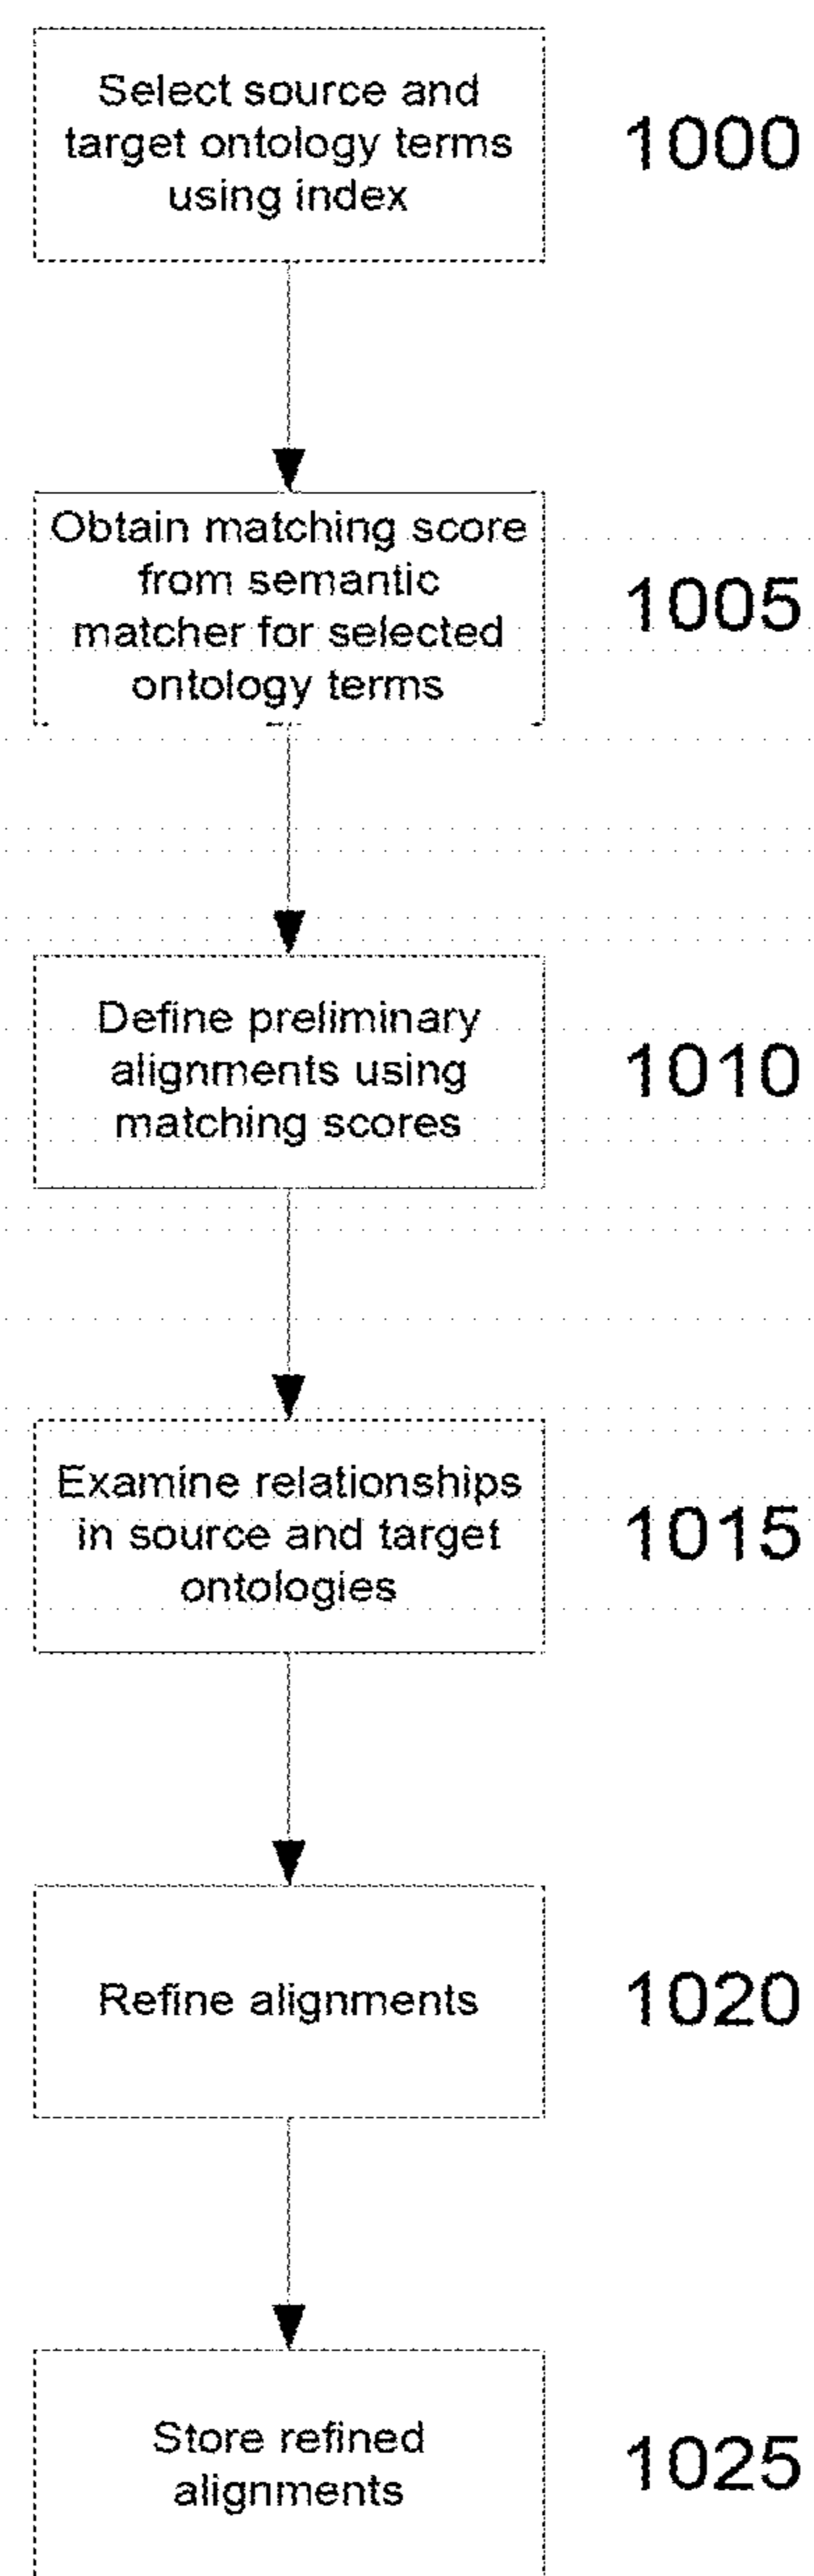 Select source and
target ontology terms
using index
1000
Obtain matching score
from semantic
matcher for selected
ontology terms
1005
Define preliminary
alignments using
matching scores
1010
Examine relationships
in source and target
ontologies
1015
Refine alignments
1020
Store refined
alignments
1025